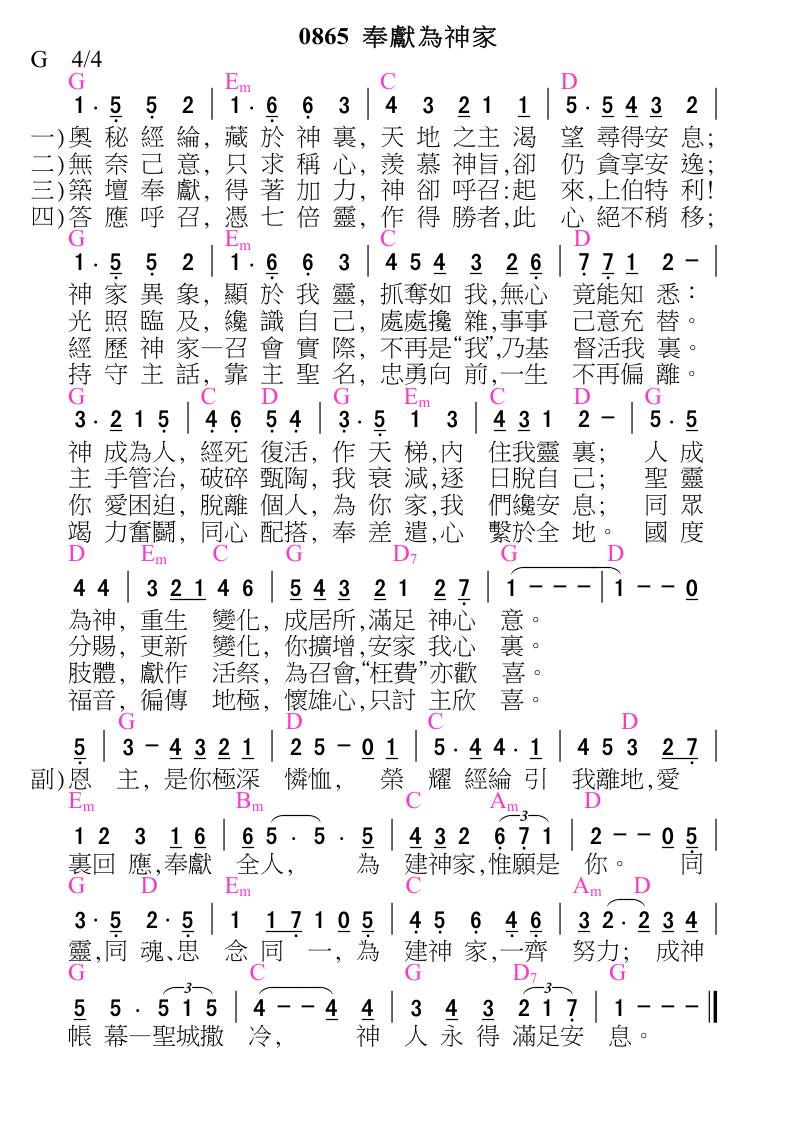 0865 奉獻為神家
G 4/4
G Em C D
1 . 5 5 2 | 1 . 6 6 3 | 4 3 2 1 1 | 5 . 5 4 3 2 |
一)奧 秘 經 綸, 藏 於 神 裏, 天 地 之主 渴 望 尋得安 息;
二)無 奈 己 意, 只 求 稱 心, 羨 慕 神旨,卻 仍 貪享安 逸;
三)築 壇 奉 獻, 得 著 加 力, 神 卻 呼召:起 來,上伯特 利!
四)答 應 呼 召, 憑 七 倍 靈, 作 得 勝者,此 心 絕不稍 移;
G Em C D
1 . 5 5 2 | 1 . 6 6 3 | 4 5 4 3 2 6 | 7 7 1 2 – |
神 家 異 象, 顯 於 我 靈, 抓奪如 我,無心 竟能知 悉:
光 照 臨 及, 纔 識 自 己, 處處攙 雜,事事 己意充 替。
經 歷 神 家—召 會 實 際, 不再是“我”,乃基 督活我 裏。
持 守 主 話, 靠 主 聖 名, 忠勇向 前,一生 不再偏 離。
G C D G Em C D G
3 . 2 1 5 | 4 6 5 4 | 3 . 5 1 3 | 4 3 1 2 – | 5 . 5
神 成為人, 經死 復活, 作 天 梯,內 住我靈 裏; 人 成
主 手管治, 破碎 甄陶, 我 衰 減,逐 日脫自 己; 聖 靈
你 愛困迫, 脫離 個人, 為 你 家,我 們纔安 息; 同 眾
竭 力奮鬭, 同心 配搭, 奉 差 遣,心 繫於全 地。 國 度
D Em C G D7 G D
4 4 | 3 2 1 4 6 | 5 4 3 2 1 2 7 | 1 – – – | 1 – – 0
為神, 重生 變化, 成居所,滿足 神心 意。
分賜, 更新 變化, 你擴增,安家 我心 裏。
肢體, 獻作 活祭, 為召會,“枉費”亦歡 喜。
福音, 徧傳 地極, 懷雄心,只討 主欣 喜。
G D C D
5 | 3 – 4 3 2 1 | 2 5 – 0 1 | 5 . 4 4 . 1 | 4 5 3 2 7 |
副)恩 主, 是你極深 憐恤, 榮 耀 經綸 引 我離地,愛
Em Bm C Am D
1 2 3 1 6 | 6 5 . 5 . 5 | 4 3 2 3 6 7 1 | 2 – – 0 5 |
裏回 應,奉獻 全人, 為 建神家,惟願是 你。 同
G D Em C Am D
3 . 5 2 . 5 | 1 1 7 1 0 5 | 4 5 6 4 6 | 3 2 . 2 3 4 |
靈,同 魂、思 念 同 一, 為 建神 家,一齊 努力; 成神
G C G D7 G
5 5 . 3 5 1 5 | 4 – – 4 4 | 3 4 3 3 2 1 7 | 1 – – – ‖
帳 幕—聖城撒 冷, 神 人 永 得 滿足安 息。